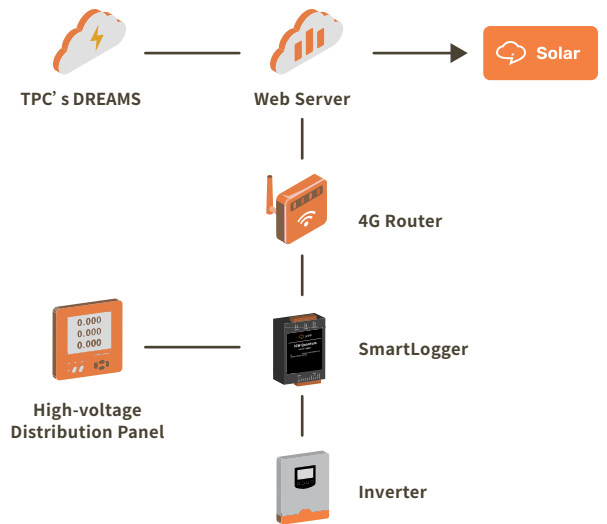 Solar
TPC’s DREAMS
Web Server
4G Router
0.000
0.000
0.000
SmartLogger
High-voltage
Distribution Panel
Inverter